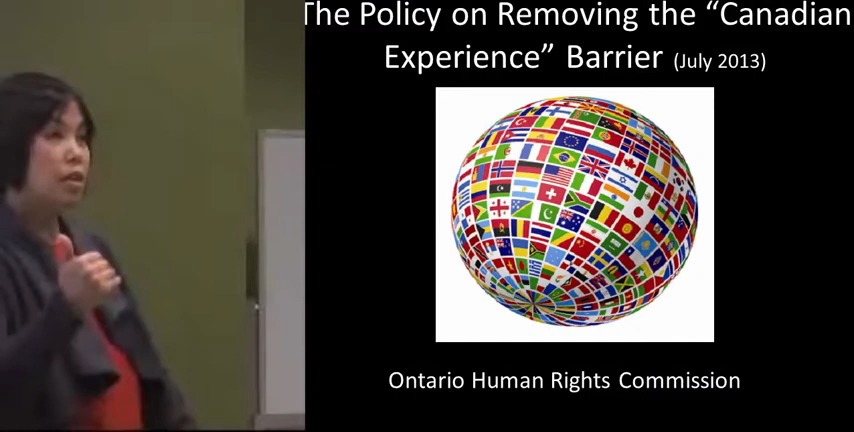 The Policy on Removing the “Canadian
Experience” Barrier (July 2013)
Ontario Human Rights Commission